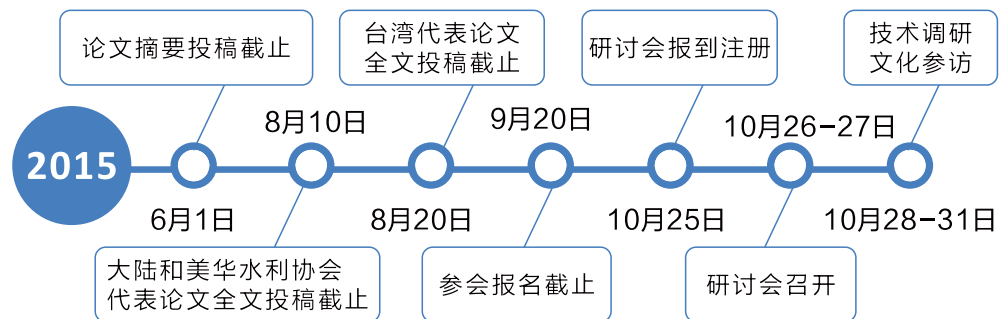 2015
论文摘要投稿截止
6月1日
8月10日
大陆和美华水利协会
代表论文全文投稿截止
台湾代表论文
全文投稿截止
8月20日
9月20日
参会报名截止
研讨会报到注册
10月25日
10月26-27日
研讨会召开
技术调研
文化参访
10月28-31日